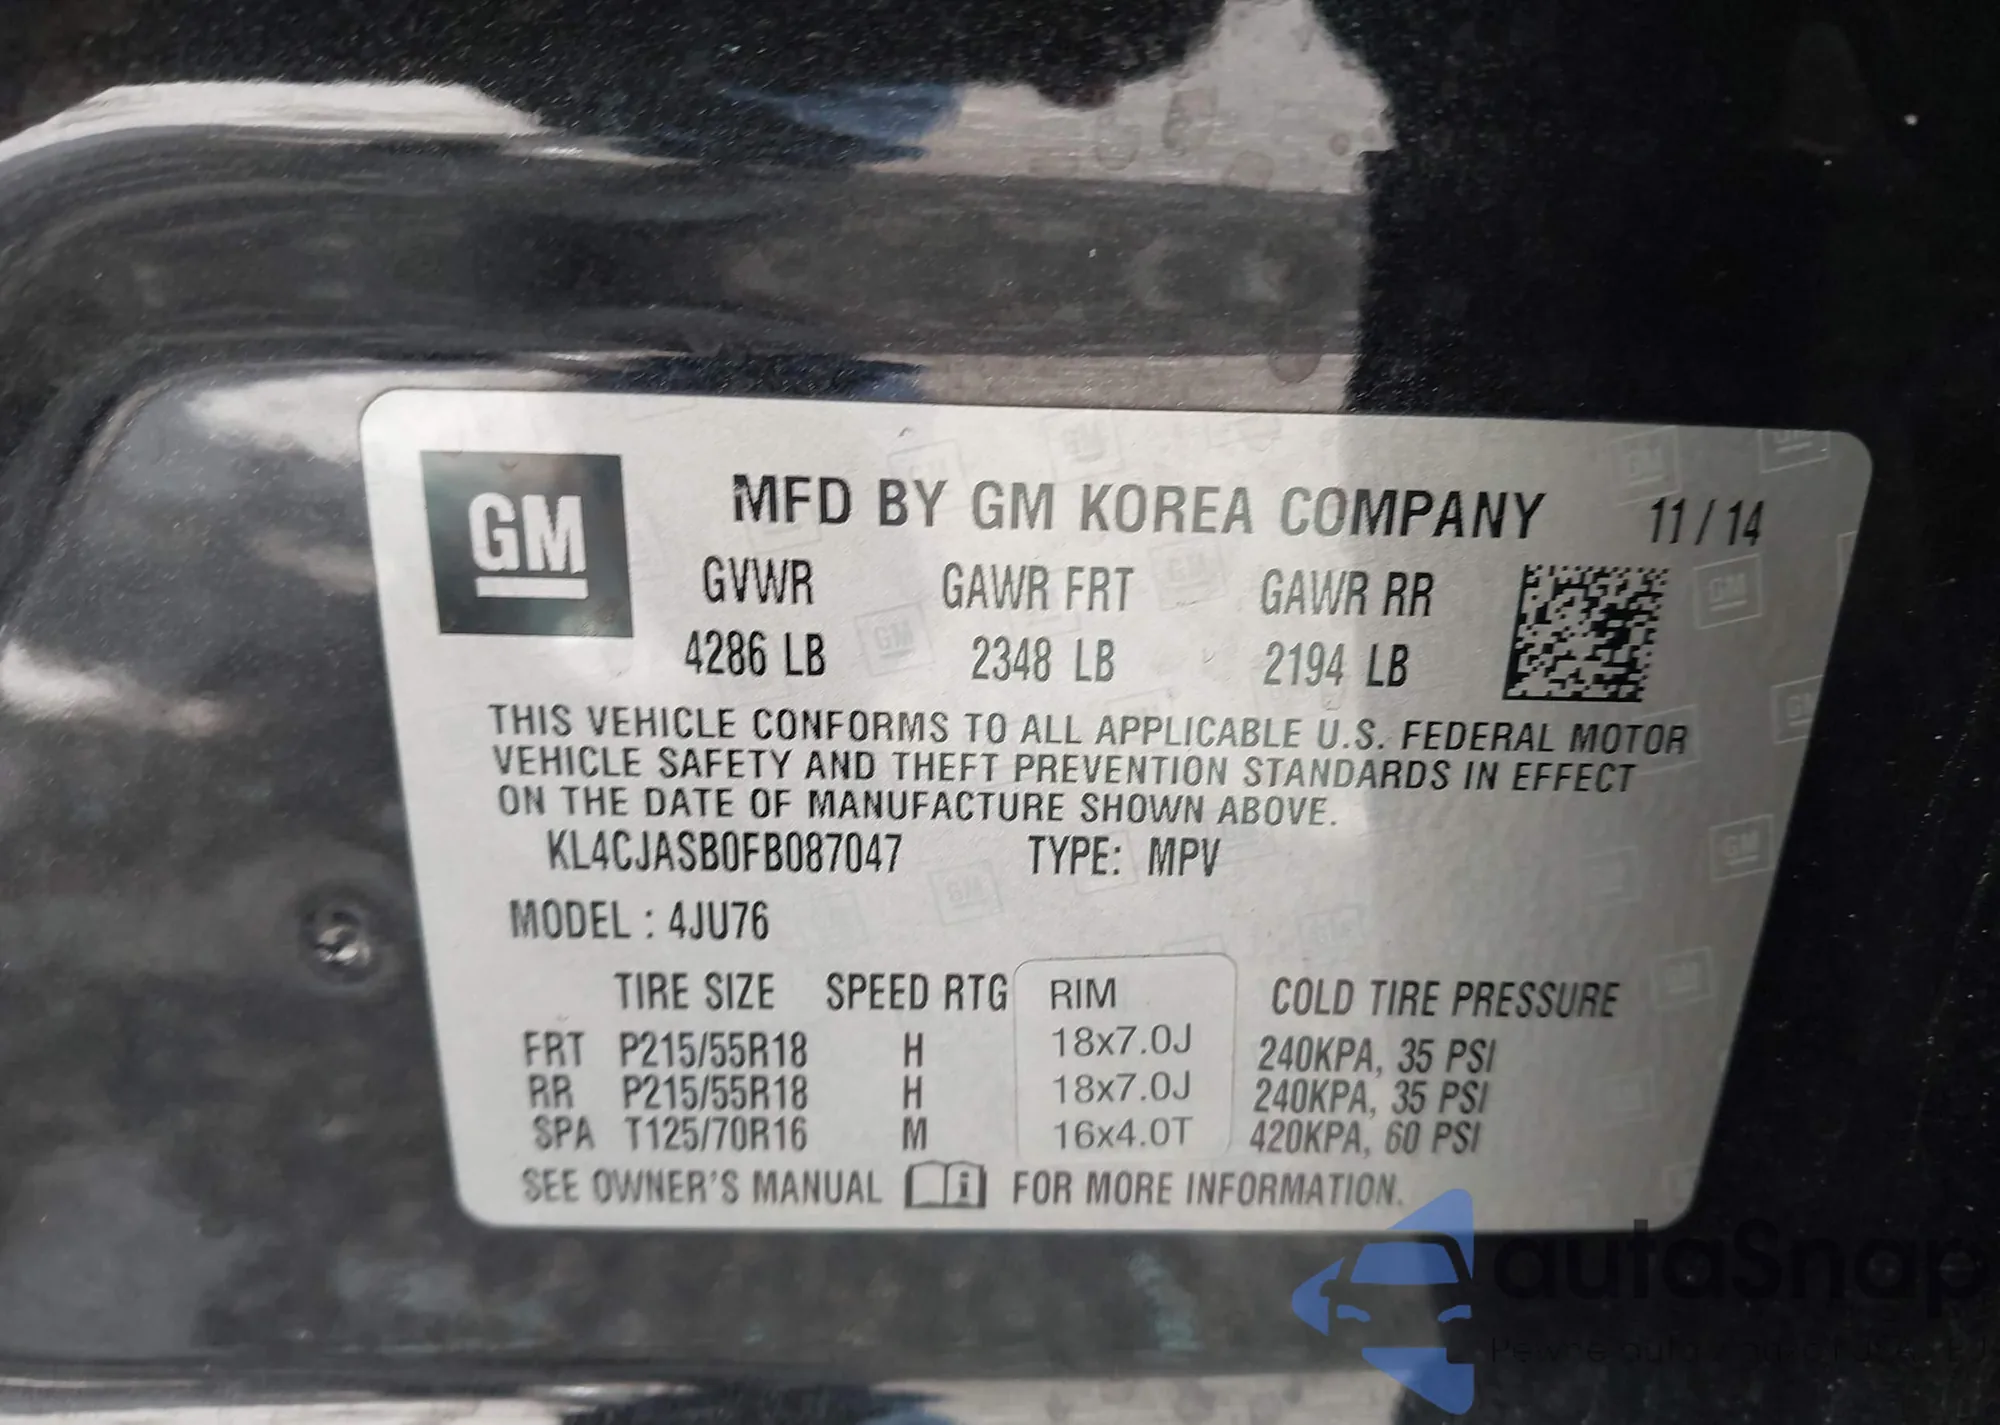 GM
MFD BY GM KOREA COMPANY 11/14
GVWR GAWR FRT GAWR RR
4286 LB 2348 LB 2194 LB
THIS VEHICLE CONFORMS TO ALL APPLICABLE U.S. FEDERAL MOTOR
VEHICLE SAFETY AND THEFT PREVENTION STANDARDS IN EFFECT
ON THE DATE OF MANUFACTURE SHOWN ABOVE.
KL4CJASB0FB087047 TYPE: MPV
MODEL : 4JU76
TIRE SIZE SPEED RTG RIM COLD TIRE PRESSURE
FRT P215/55R18 H 18x7.0J 240KPA, 35 PSI
RR P215/55R18 H 18x7.0J 240KPA, 35 PSI
SPA T125/70R16 M 16x4.0T 420KPA, 60 PSI
SEE OWNER'S MANUAL i FOR MORE INFORMATION.
autoSnap
Pewne auto